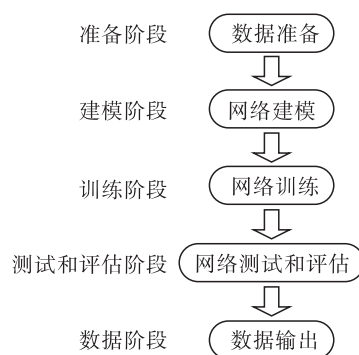 准备阶段 数据准备
建模阶段 网络建模
训练阶段 网络训练
测试和评估阶段 网络测试和评估
数据阶段 数据输出